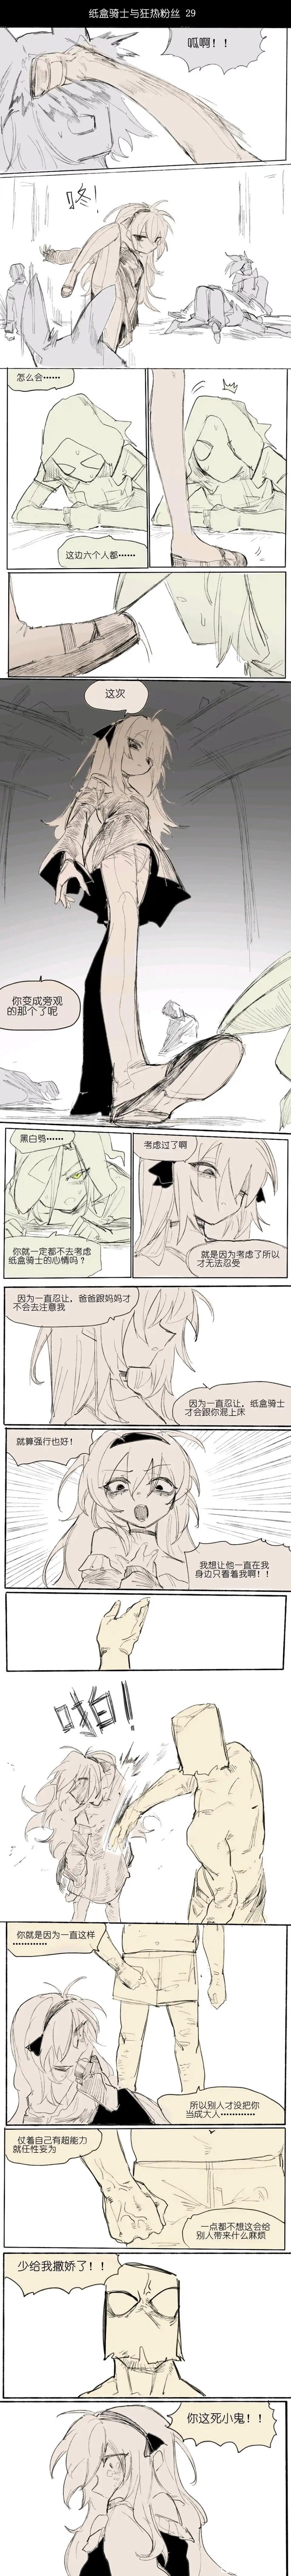 纸盒骑士与狂热粉丝 29
呱啊！！
咚!
怎么会……
这边六个人都……
这次
你变成旁观
的那个了呢
黑白鸮……
你就一定都不去考虑
纸盒骑士的心情吗？
考虑过了啊
就是因为考虑了所以
才无法忍受
因为一直忍让，爸爸跟妈妈才
不会去注意我
因为一直忍让，纸盒骑士
才会跟你混上床
就算强行也好！
我想让他一直在我
身边只看着我啊！！
啪!
你就是因为一直这样
…………
所以别人才没把你
当成大人…………
仗着自己有超能力
就任性妄为
一点都不想这会给
别人带来什么麻烦
少给我撒娇了！！
你这死小鬼！！